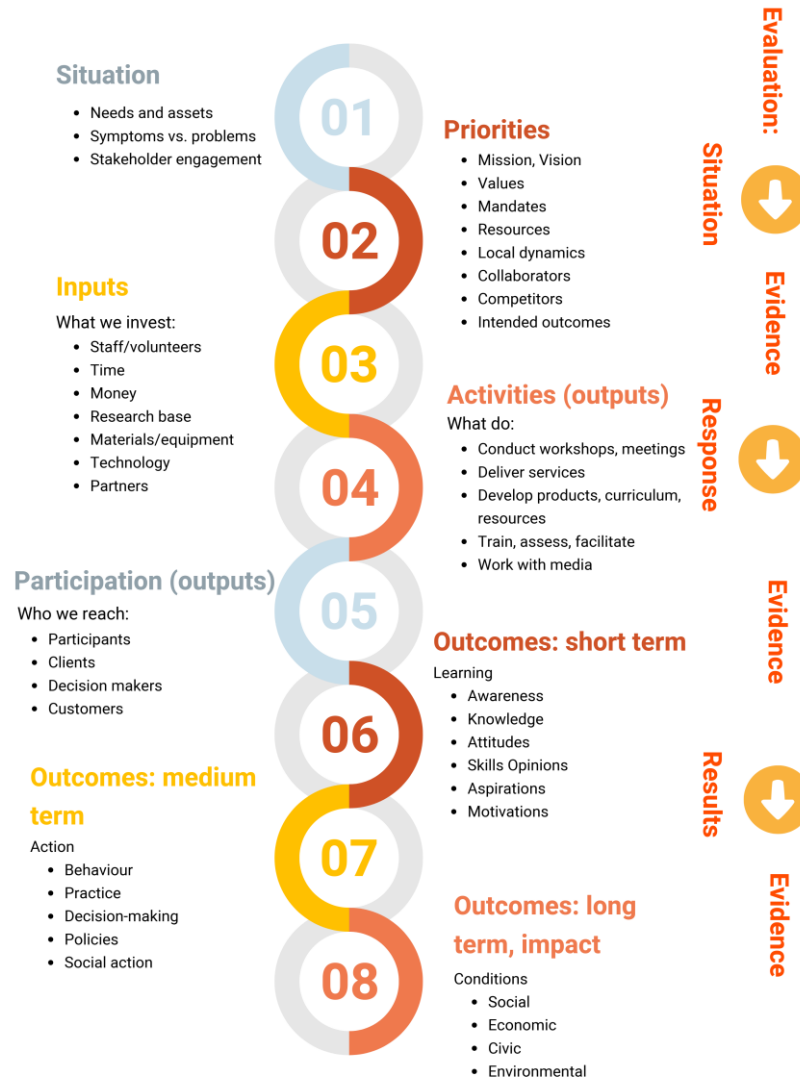 Situation
• Needs and assets
• Symptoms vs. problems
• Stakeholder engagement
01
Priorities
• Mission, Vision
• Values
• Mandates
• Resources
• Local dynamics
• Collaborators
• Competitors
• Intended outcomes
02
Inputs
What we invest:
• Staff/volunteers
• Time
• Money
• Research base
• Materials/equipment
• Technology
• Partners
03
Activities (outputs)
What do:
• Conduct workshops, meetings
• Deliver services
• Develop products, curriculum,
resources
• Train, assess, facilitate
• Work with media
04
Participation (outputs)
Who we reach:
• Participants
• Clients
• Decision makers
• Customers
05
Outcomes: short term
Learning
• Awareness
• Knowledge
• Attitudes
• Skills Opinions
• Aspirations
• Motivations
06
Outcomes: medium
term
Action
• Behaviour
• Practice
• Decision-making
• Policies
• Social action
07
Outcomes: long
term, impact
Conditions
• Social
• Economic
• Civic
• Environmental
08
Evaluation:
Situation
Evidence
Response
Evidence
Results
Evidence